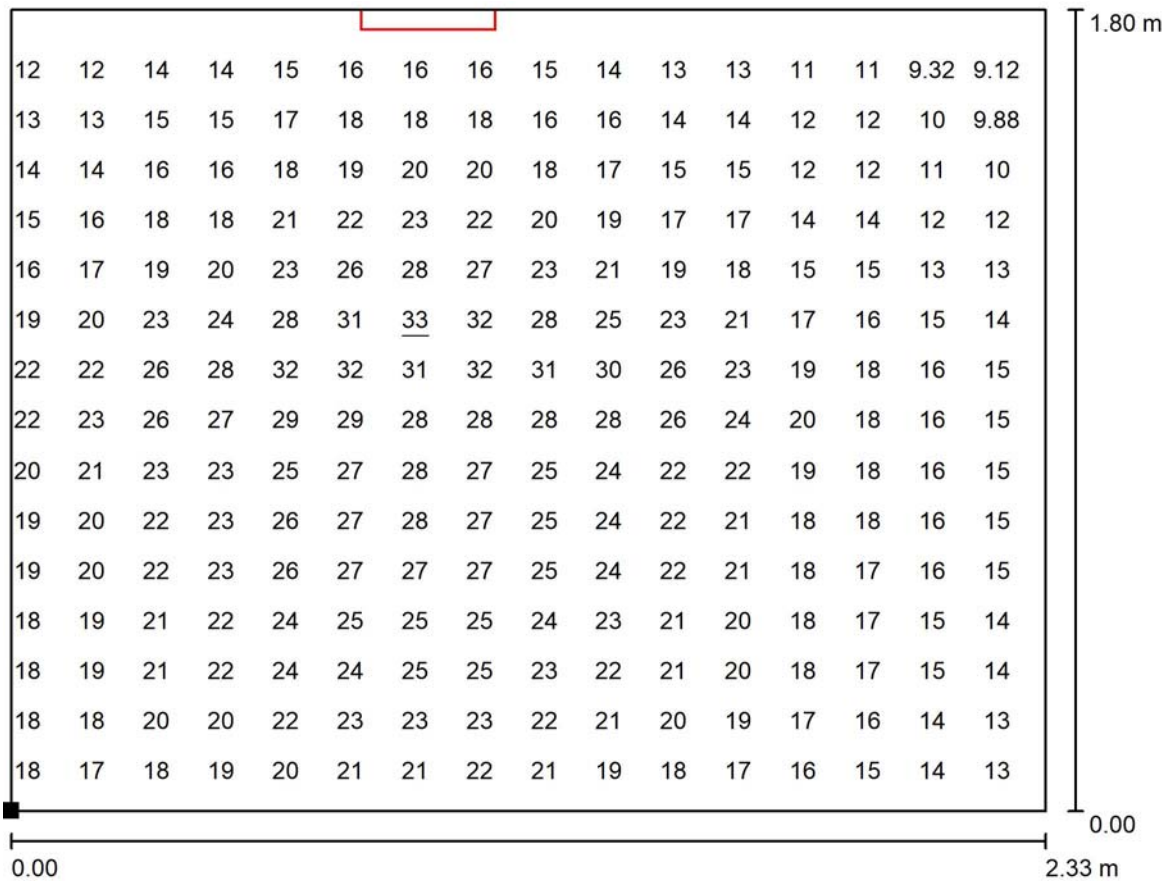 1.80 m
12 12 14 14 15 16 16 16 15 14 13 13 11 11 9.32 9.12
13 13 15 15 17 18 18 18 16 16 14 14 12 12 10 9.88
14 14 16 16 18 19 20 20 18 17 15 15 12 12 11 10
15 16 18 18 21 22 23 22 20 19 17 17 14 14 12 12
16 17 19 20 23 26 28 27 23 21 19 18 15 15 13 13
19 20 23 24 28 31 33 32 28 25 23 21 17 16 15 14
22 22 26 28 32 32 31 32 31 30 26 23 19 18 16 15
22 23 26 27 29 29 28 28 28 28 26 24 20 18 16 15
20 21 23 23 25 27 28 27 25 24 22 22 19 18 16 15
19 20 22 23 26 27 28 27 25 24 22 21 18 18 16 15
19 20 22 23 26 27 27 27 25 24 22 21 18 17 16 15
18 19 21 22 24 25 25 25 24 23 21 20 18 17 15 14
18 19 21 22 24 24 25 25 23 22 21 20 18 17 15 14
18 18 20 20 22 23 23 23 22 21 20 19 17 16 14 13
18 17 18 19 20 21 21 22 21 19 18 17 16 15 14 13
0.00
0.00 2.33 m